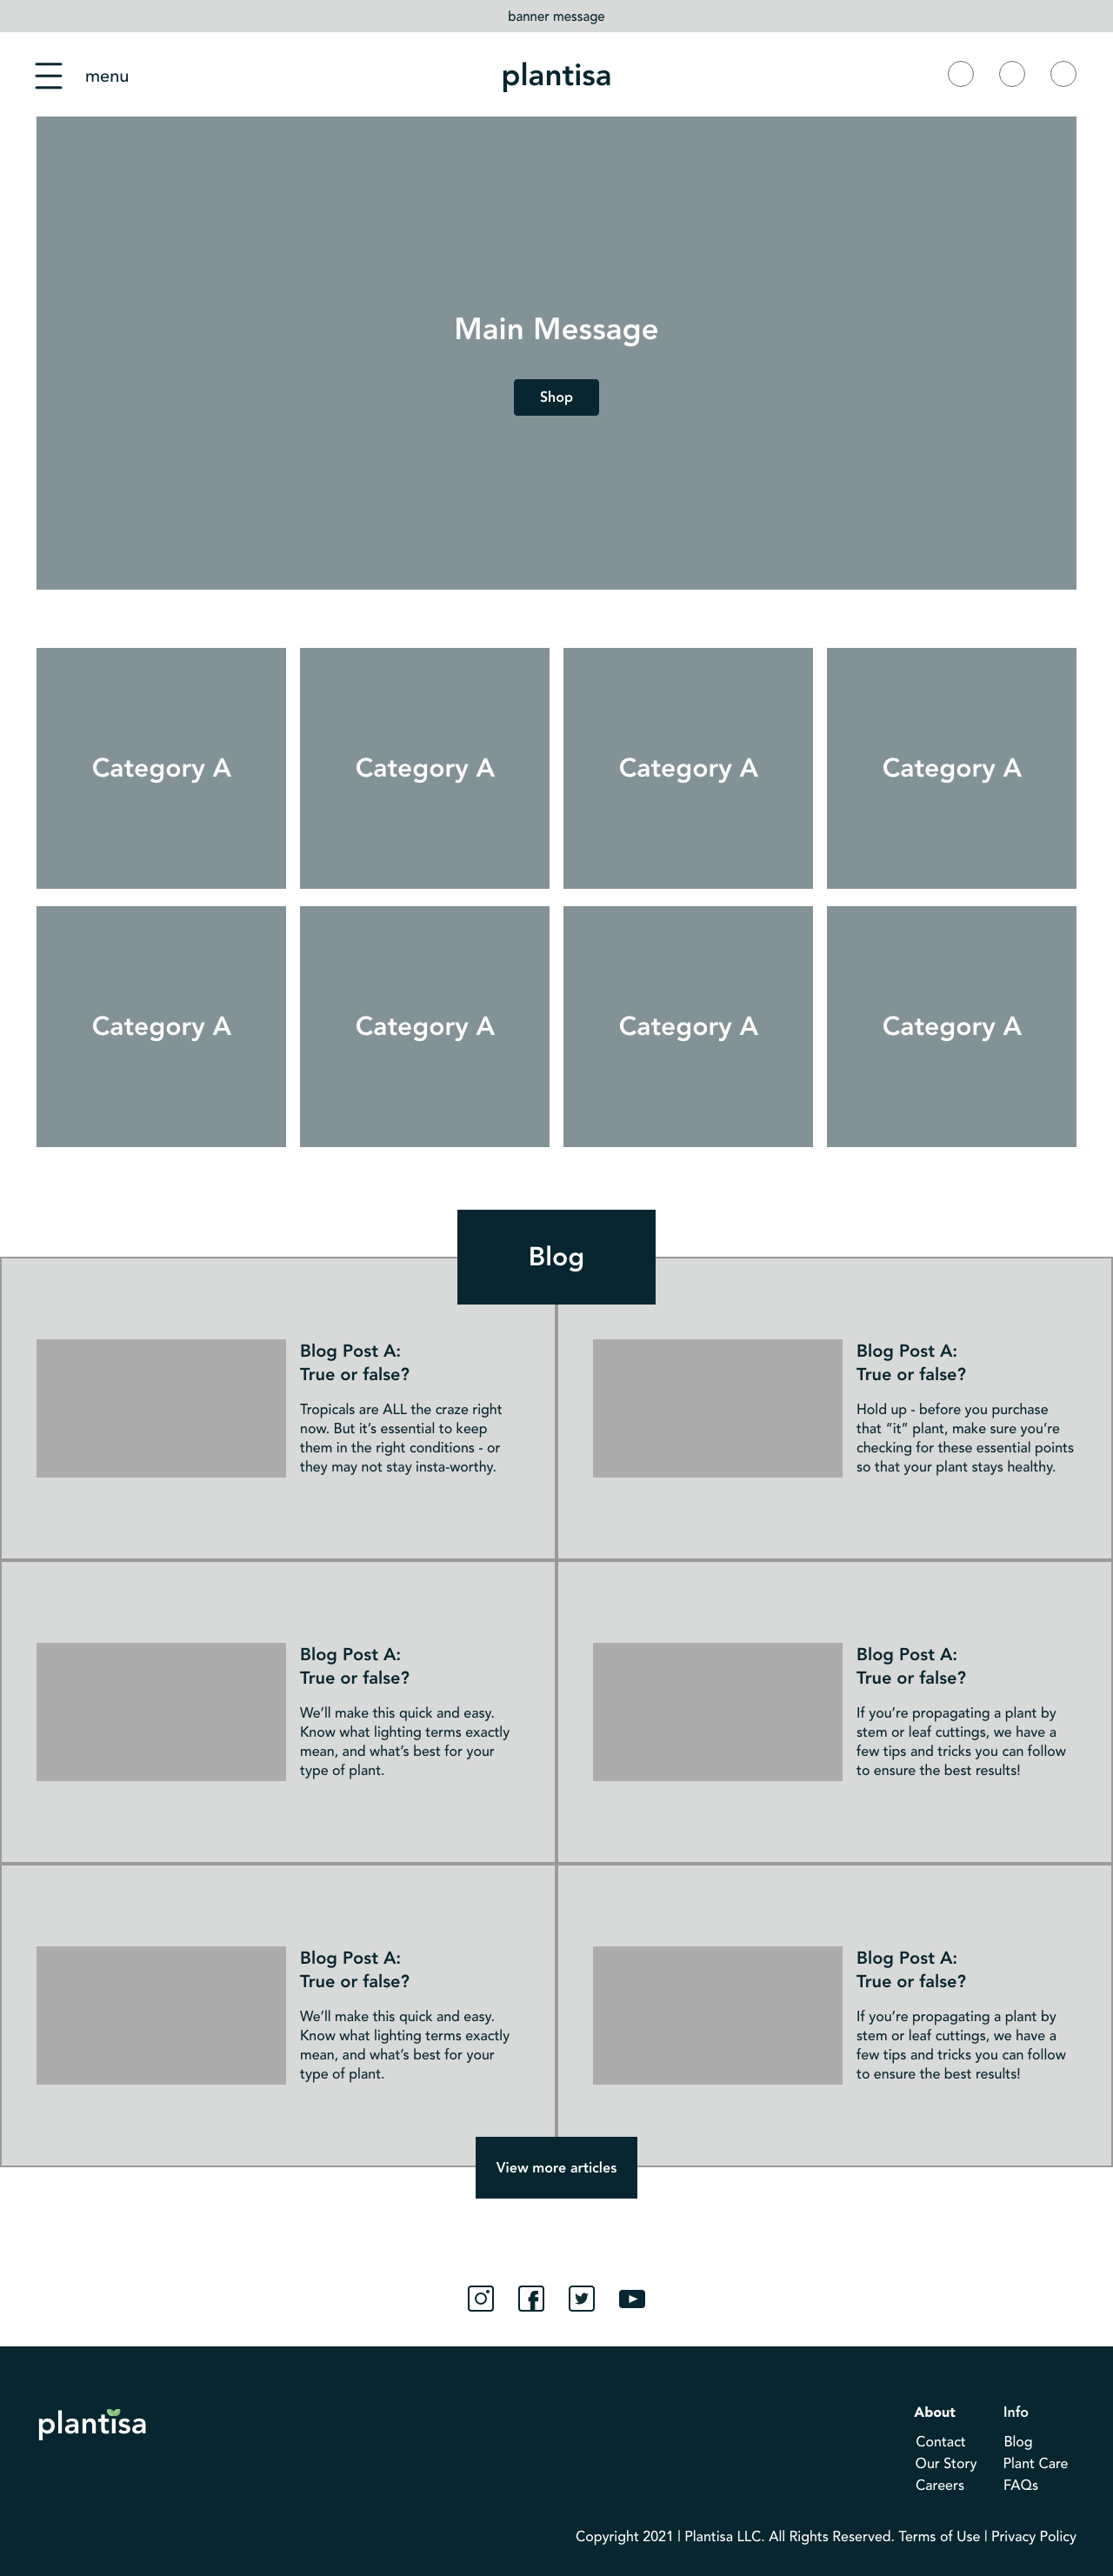 banner message
menu
plantisa
Main Message
Shop
Category A
Category A
Category A
Category A
Category A
Category A
Category A
Category A
Blog
Blog Post A:
True or false?
Tropicals are ALL the craze right
now. But it’s essential to keep
them in the right conditions - or
they may not stay insta-worthy.
Blog Post A:
True or false?
Hold up - before you purchase
that “it” plant, make sure you’re
checking for these essential points
so that your plant stays healthy.
Blog Post A:
True or false?
We’ll make this quick and easy.
Know what lighting terms exactly
mean, and what’s best for your
type of plant.
Blog Post A:
True or false?
If you’re propagating a plant by
stem or leaf cuttings, we have a
few tips and tricks you can follow
to ensure the best results!
Blog Post A:
True or false?
We’ll make this quick and easy.
Know what lighting terms exactly
mean, and what’s best for your
type of plant.
Blog Post A:
True or false?
If you’re propagating a plant by
stem or leaf cuttings, we have a
few tips and tricks you can follow
to ensure the best results!
View more articles
plantisa
About
Contact
Our Story
Careers
Info
Blog
Plant Care
FAQs
Copyright 2021 | Plantisa LLC. All Rights Reserved. Terms of Use | Privacy Policy